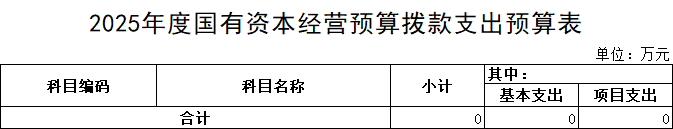 2025年度国有资本经营预算拨款支出预算表
单位：万元
科目编码 科目名称 小计 其中：
基本支出 项目支出
合计 0 0 0